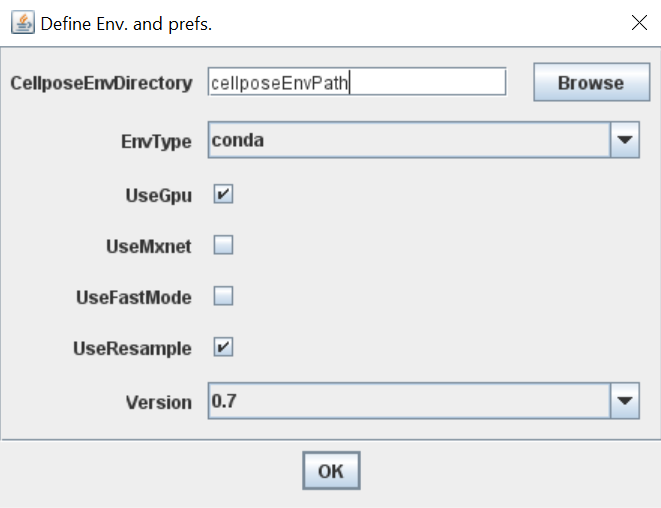 Define Env. and prefs.
CellposeEnvDirectory cellposeEnvPath Browse
EnvType conda
UseGpu
UseMxnet
UseFastMode
UseResample
Version 0.7
OK